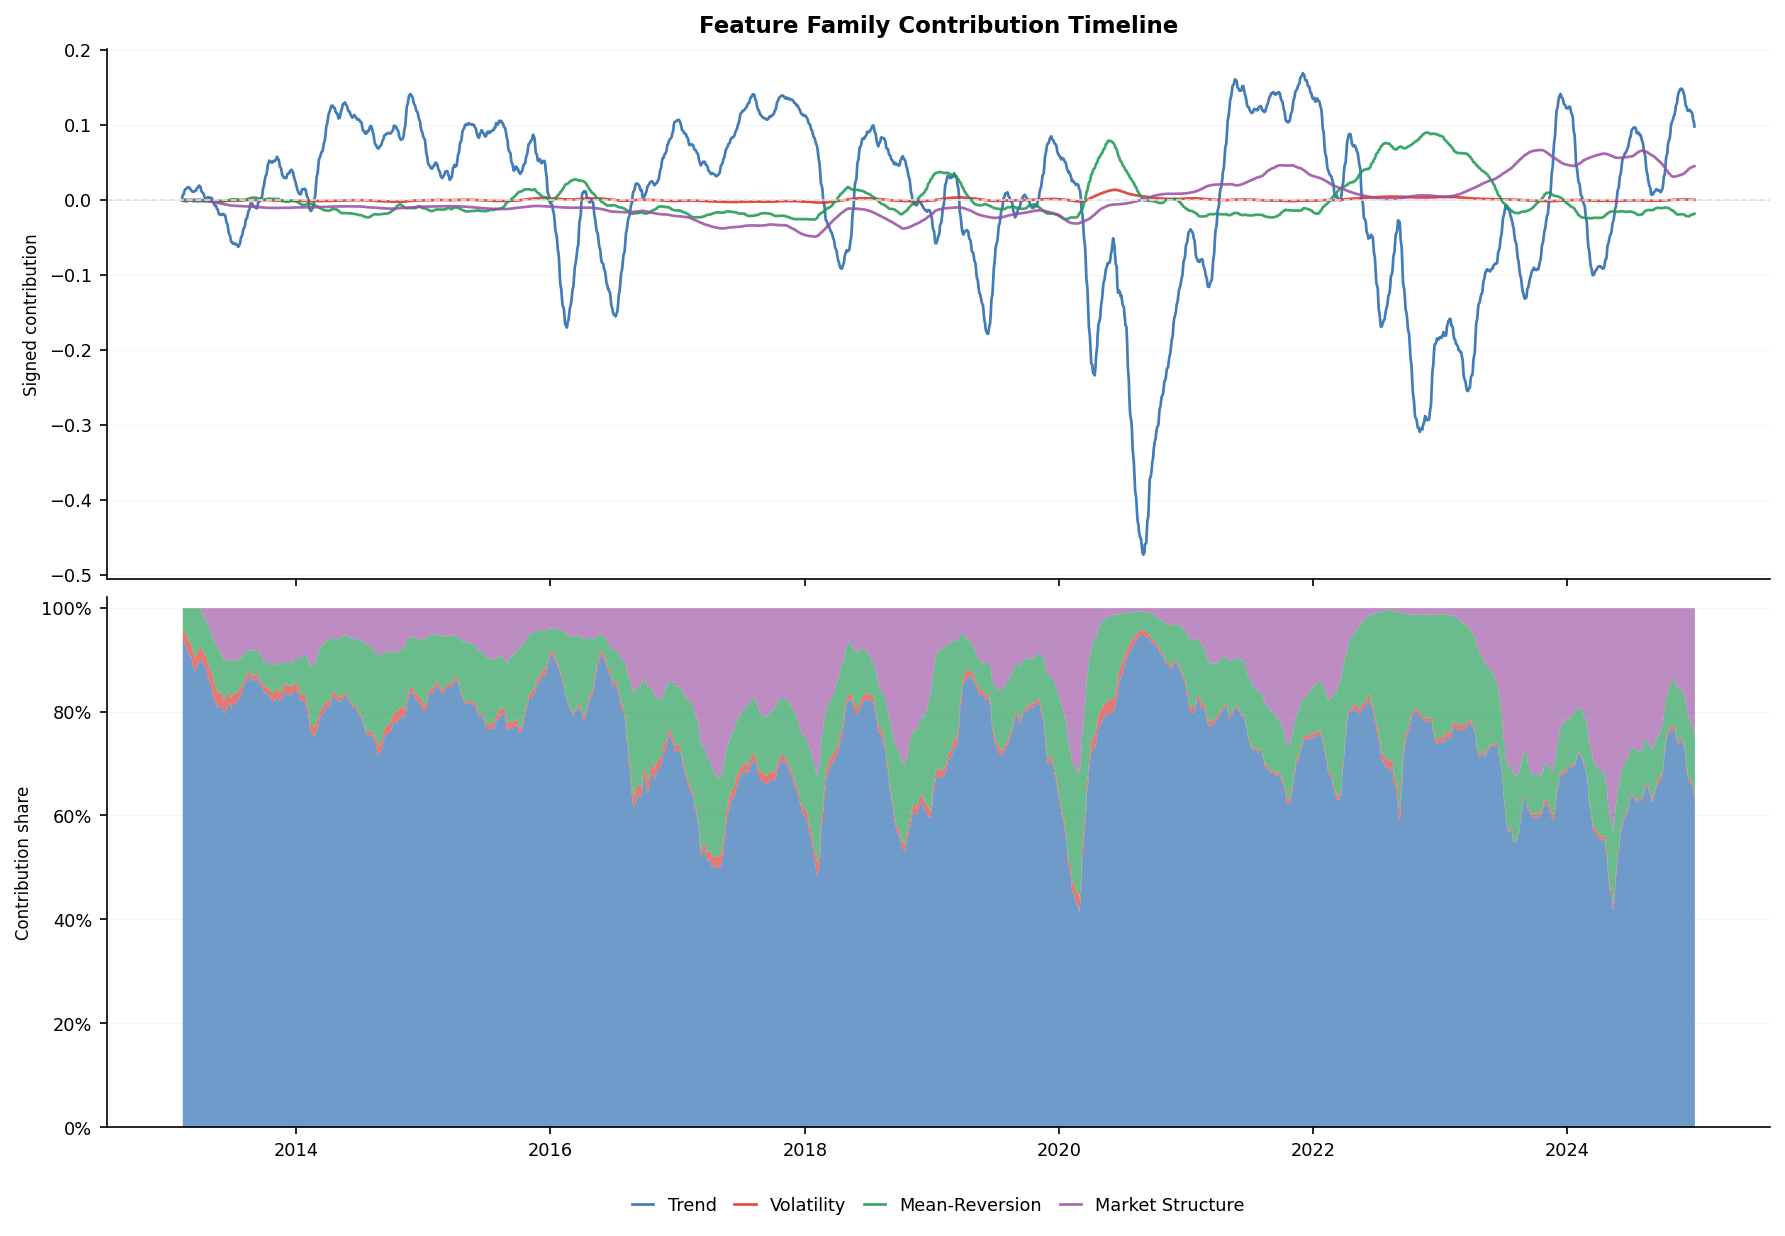 Feature Family Contribution Timeline
Signed contribution
0.2
0.1
0.0
−0.1
−0.2
−0.3
−0.4
−0.5
Contribution share
100%
80%
60%
40%
20%
0%
2014 2016 2018 2020 2022 2024
Trend Volatility Mean-Reversion Market Structure